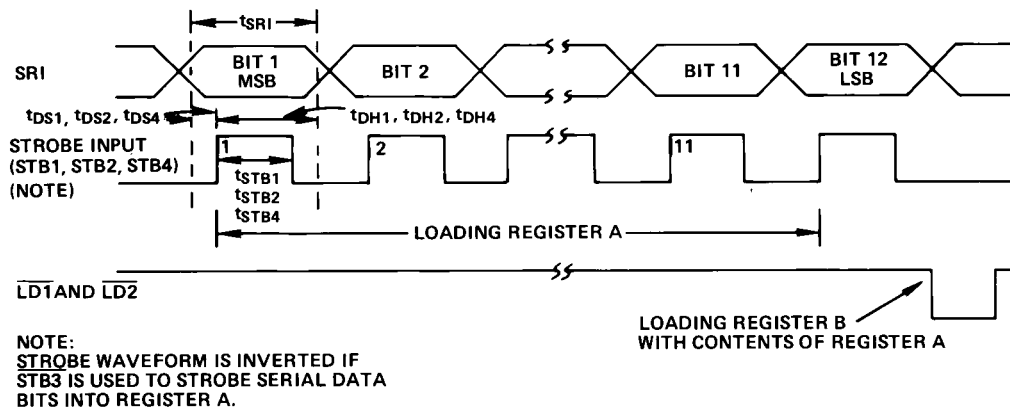 tSRI
SRI
BIT 1
MSB
BIT 2
BIT 11
BIT 12
LSB
tDS1, tDS2, tDS4
tDH1, tDH2, tDH4
STROBE INPUT
(STB1, STB2, STB4)
(NOTE)
1
2
11
tSTB1
tSTB2
tSTB4
LOADING REGISTER A
LD1 AND LD2
LOADING REGISTER B
WITH CONTENTS OF REGISTER A
NOTE:
STROBE WAVEFORM IS INVERTED IF
STB3 IS USED TO STROBE SERIAL DATA
BITS INTO REGISTER A.